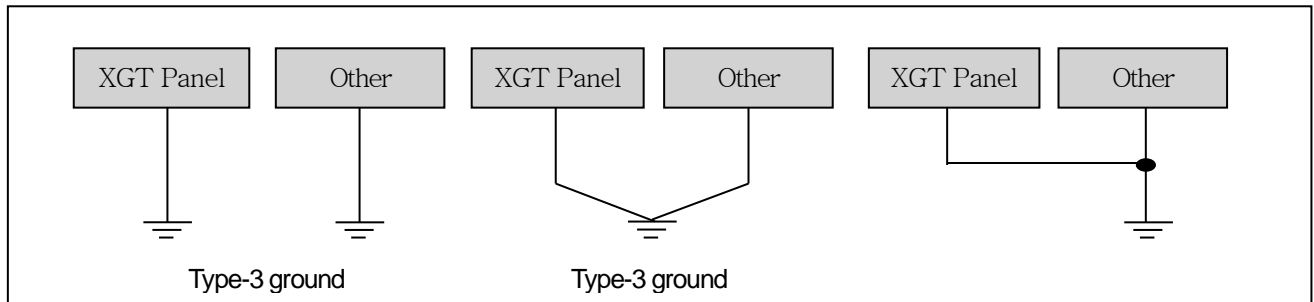 XGT Panel Other XGT Panel Other XGT Panel Other
Type-3 ground Type-3 ground